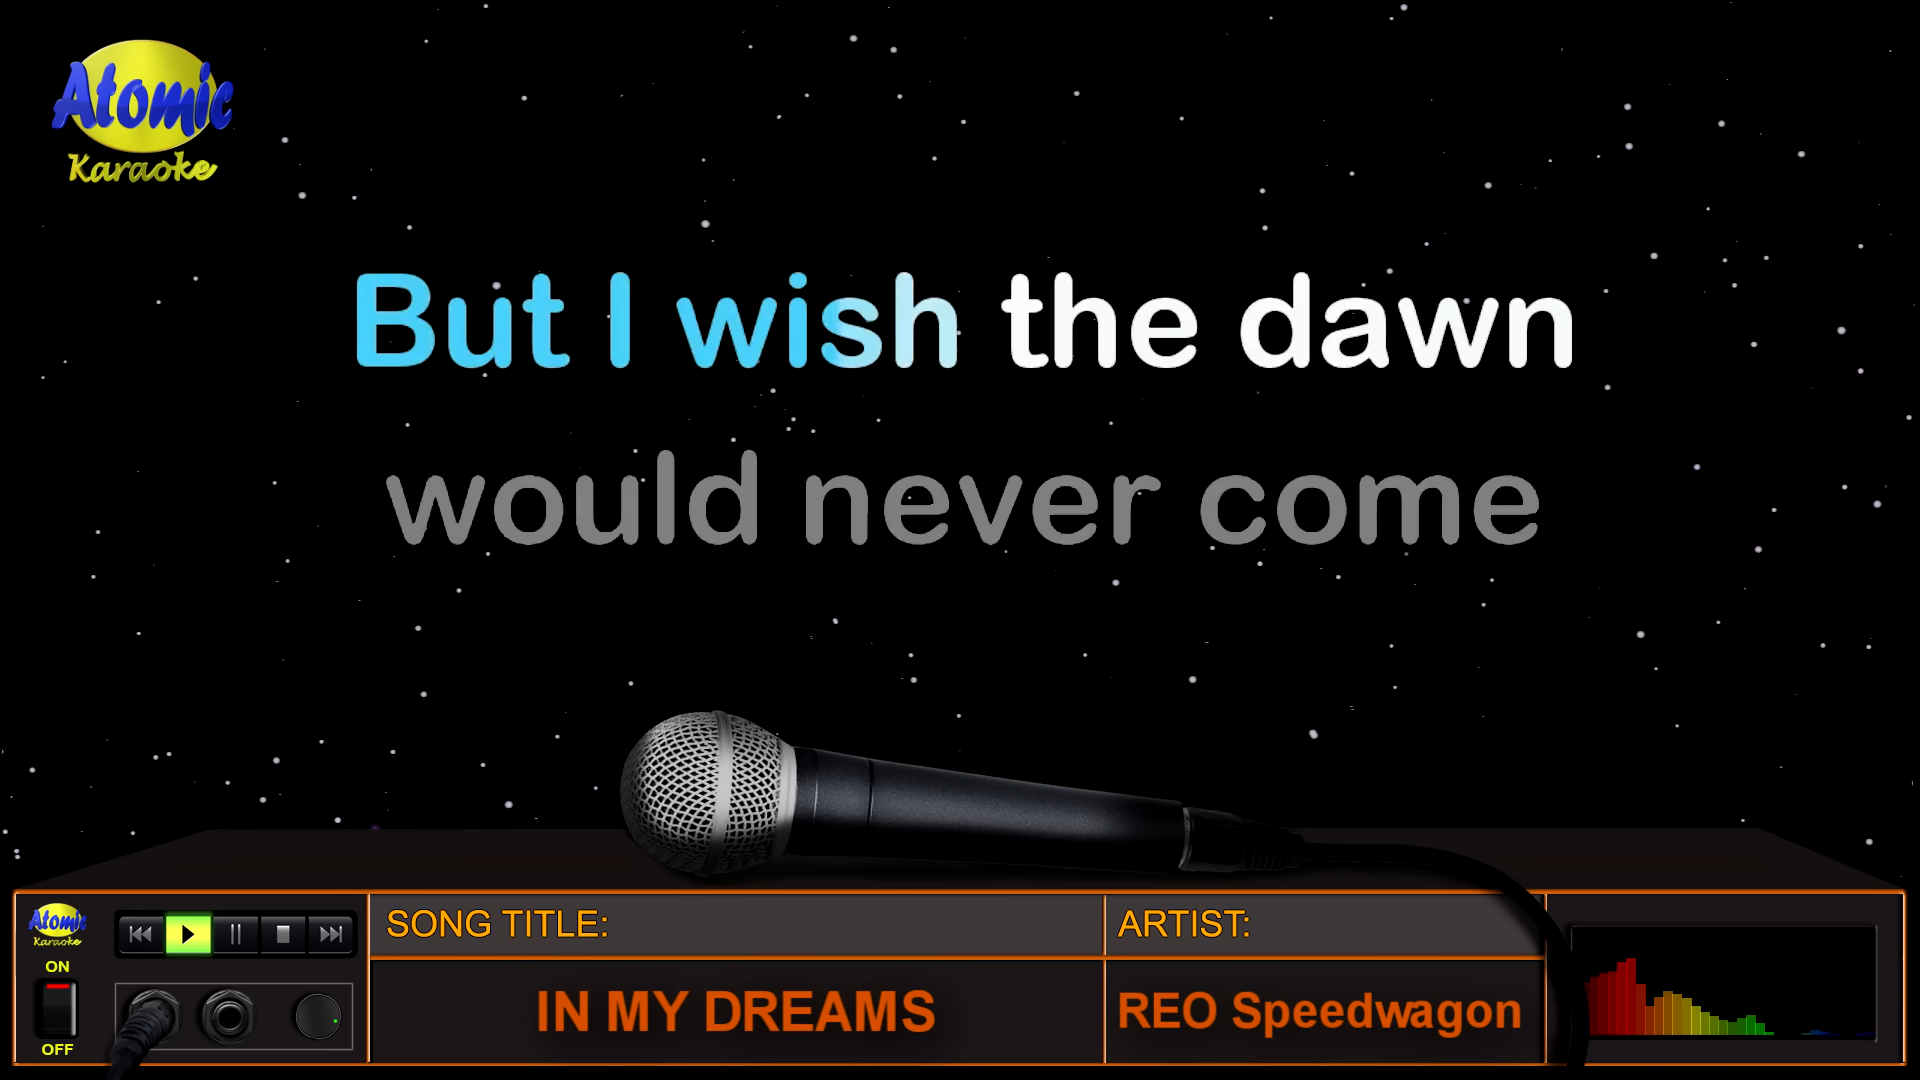 Atomic
Karaoke
But I wish the dawn
would never come
Atomic
Karaoke
ON
OFF
SONG TITLE:
IN MY DREAMS
ARTIST:
REO Speedwagon